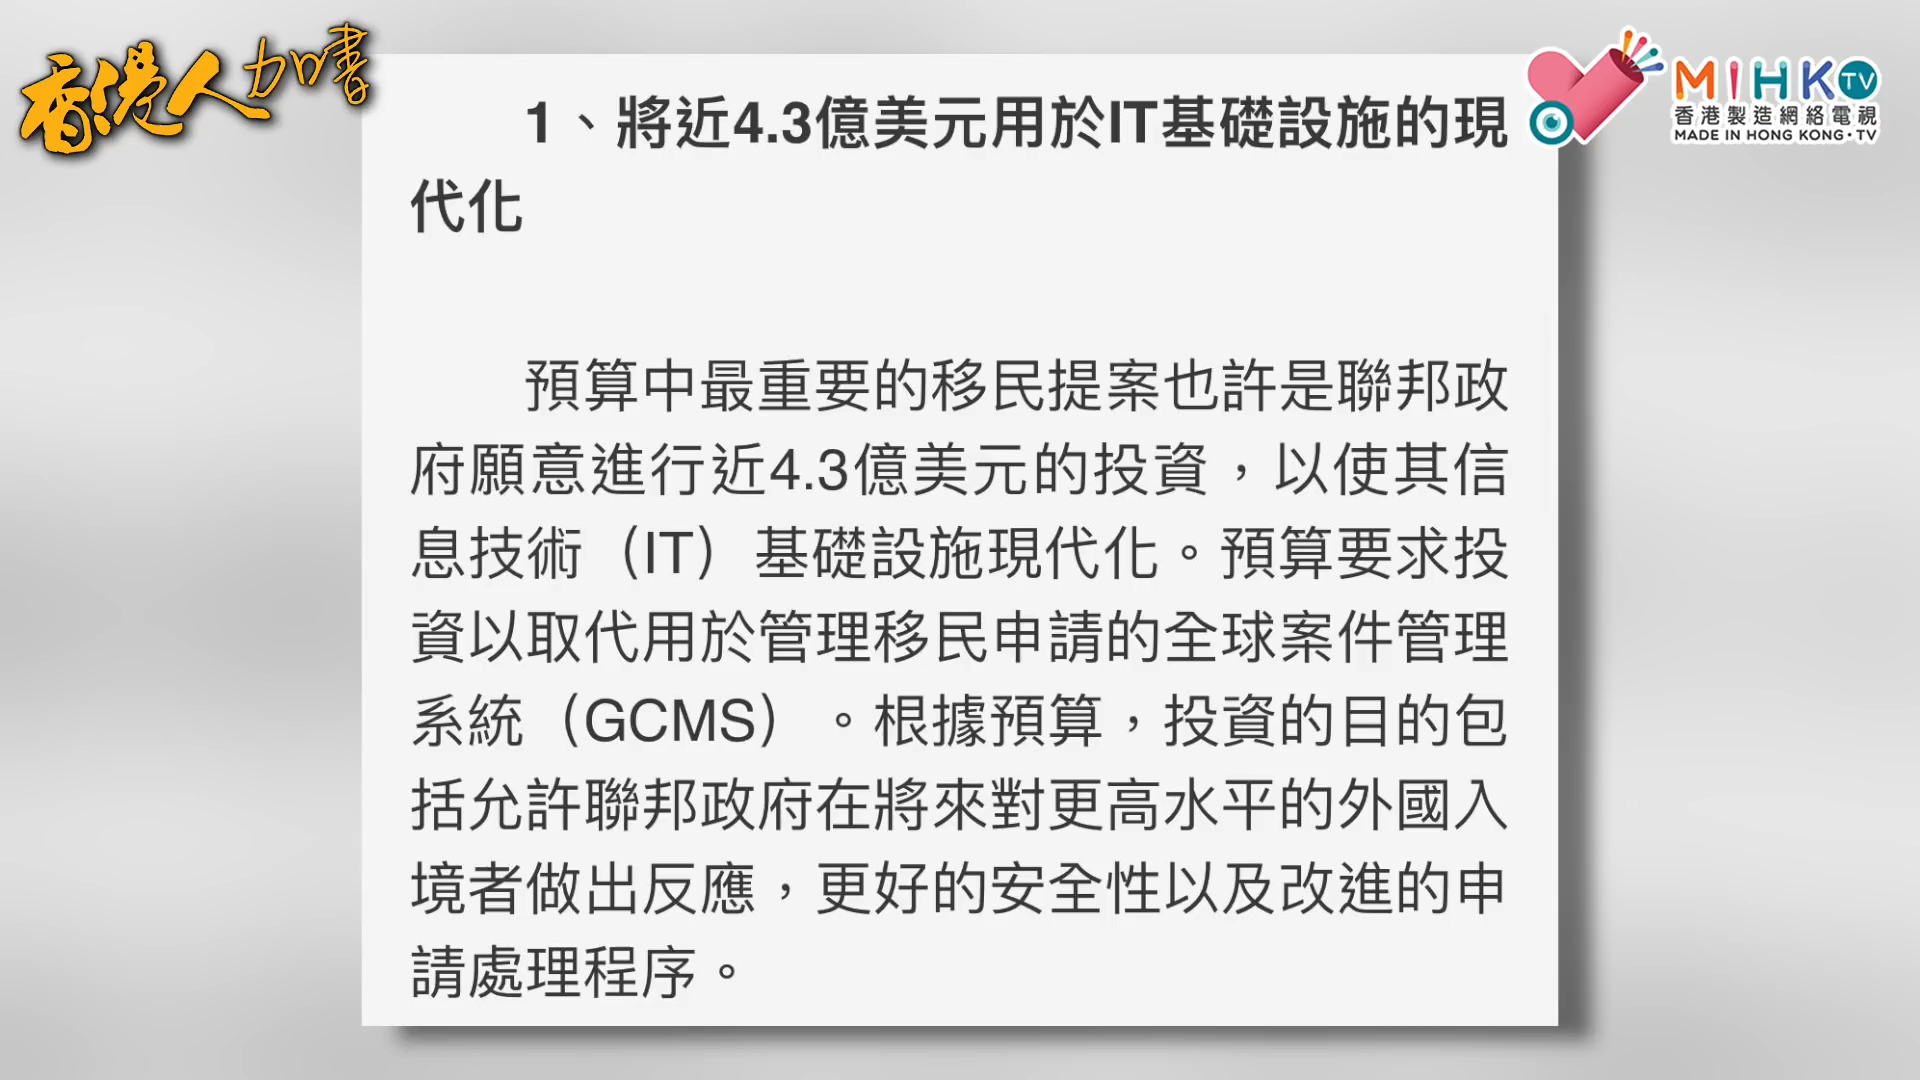 香港人加嘢
MIHK TV
香港製造網絡電視
MADE IN HONG KONG・TV
1、將近4.3億美元用於IT基礎設施的現
代化
預算中最重要的移民提案也許是聯邦政
府願意進行近4.3億美元的投資，以使其信
息技術（IT）基礎設施現代化。預算要求投
資以取代用於管理移民申請的全球案件管理
系統（GCMS）。根據預算，投資的目的包
括允許聯邦政府在將來對更高水平的外國入
境者做出反應，更好的安全性以及改進的申
請處理程序。